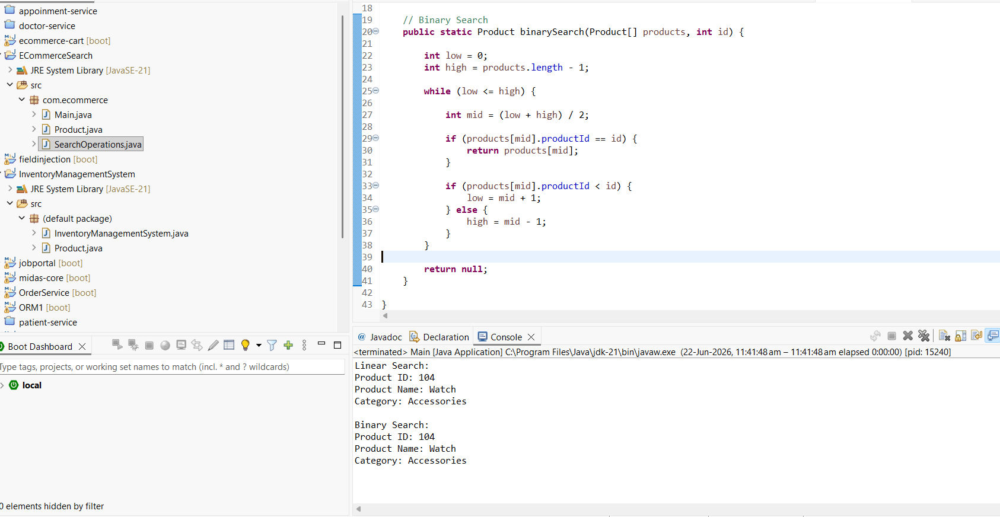 appoinment-service
doctor-service
ecommerce-cart [boot]
ECommerceSearch
JRE System Library [JavaSE-21]
src
com.ecommerce
Main.java
Product.java
SearchOperations.java
fieldinjection [boot]
InventoryManagementSystem
JRE System Library [JavaSE-21]
src
(default package)
InventoryManagementSystem.java
Product.java
jobportal [boot]
midas-core [boot]
OrderService [boot]
ORM1 [boot]
patient-service
Boot Dashboard
Type tags, projects, or working set names to match (incl. * and ? wildcards)
local
0 elements hidden by filter
18
19     // Binary Search
20     public static Product binarySearch(Product[] products, int id) {
21
22         int low = 0;
23         int high = products.length - 1;
24
25         while (low <= high) {
26
27             int mid = (low + high) / 2;
28
29             if (products[mid].productId == id) {
30                 return products[mid];
31             }
32
33             if (products[mid].productId < id) {
34                 low = mid + 1;
35             } else {
36                 high = mid - 1;
37             }
38         }
39
40         return null;
41     }
42
43 }
@ Javadoc Declaration Console
<terminated> Main [Java Application] C:\Program Files\Java\jdk-21\bin\javaw.exe (22-Jun-2026, 11:41:48 am – 11:41:48 am elapsed 0:00:00) [pid: 15240]
Linear Search:
Product ID: 104
Product Name: Watch
Category: Accessories
Binary Search:
Product ID: 104
Product Name: Watch
Category: Accessories